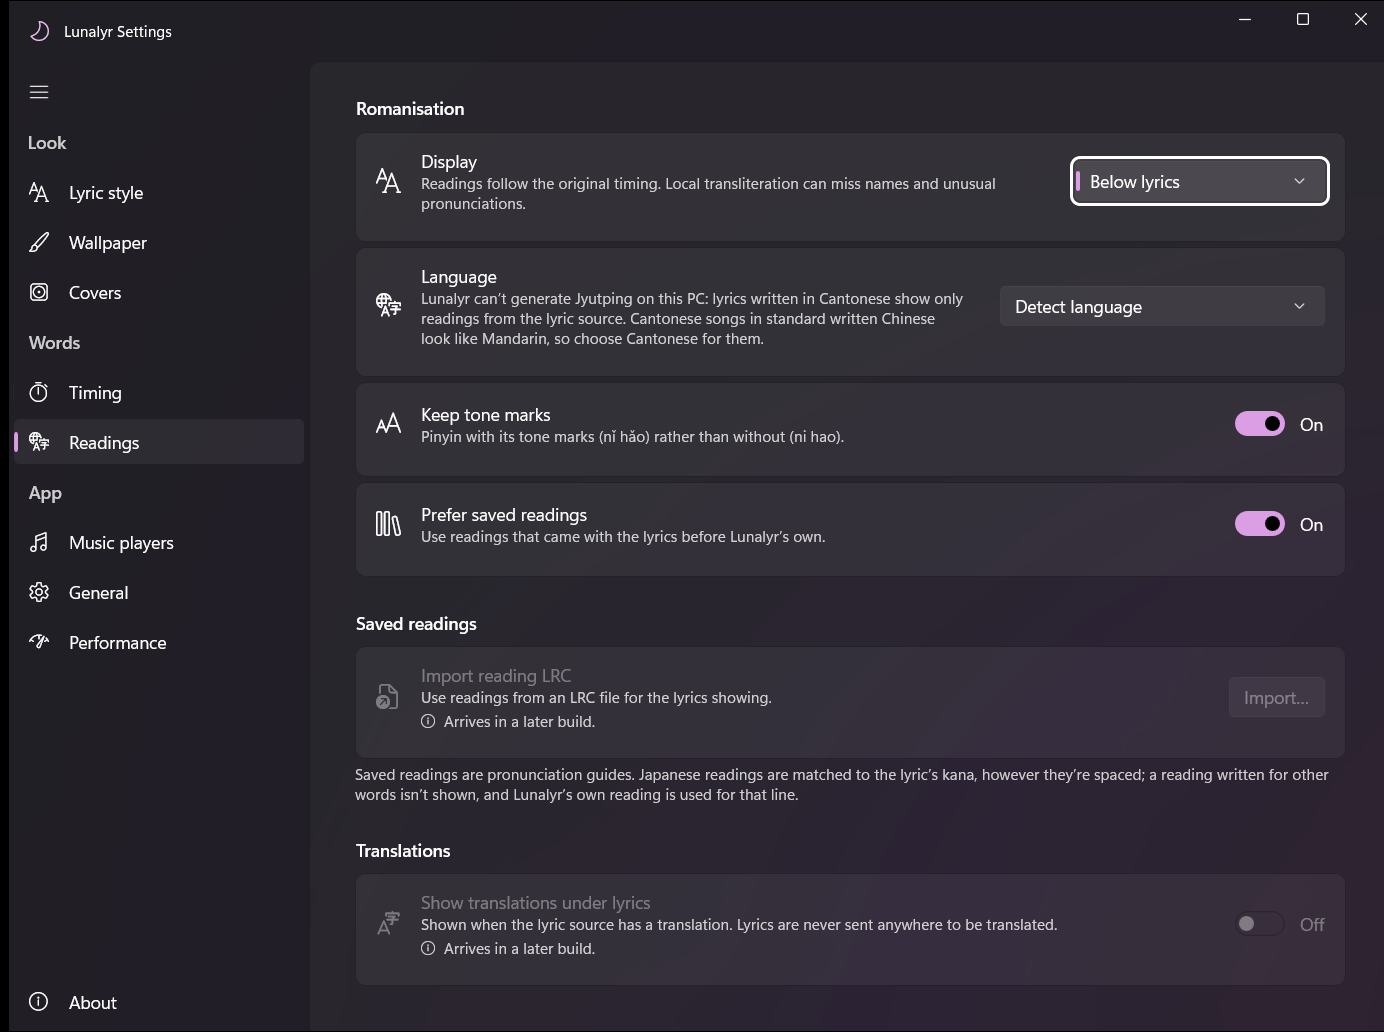 Lunalyr Settings
Look
Lyric style
Wallpaper
Covers
Words
Timing
Readings
App
Music players
General
Performance
About
Romanisation
Display
Readings follow the original timing. Local transliteration can miss names and unusual
pronunciations.
Below lyrics
Language
Lunalyr can’t generate Jyutping on this PC: lyrics written in Cantonese show only
readings from the lyric source. Cantonese songs in standard written Chinese
look like Mandarin, so choose Cantonese for them.
Detect language
Keep tone marks
Pinyin with its tone marks (nǐ hǎo) rather than without (ni hao).
On
Prefer saved readings
Use readings that came with the lyrics before Lunalyr’s own.
On
Saved readings
Import reading LRC
Use readings from an LRC file for the lyrics showing.
Arrives in a later build.
Import...
Saved readings are pronunciation guides. Japanese readings are matched to the lyric’s kana, however they’re spaced; a reading written for other
words isn’t shown, and Lunalyr’s own reading is used for that line.
Translations
Show translations under lyrics
Shown when the lyric source has a translation. Lyrics are never sent anywhere to be translated.
Arrives in a later build.
Off